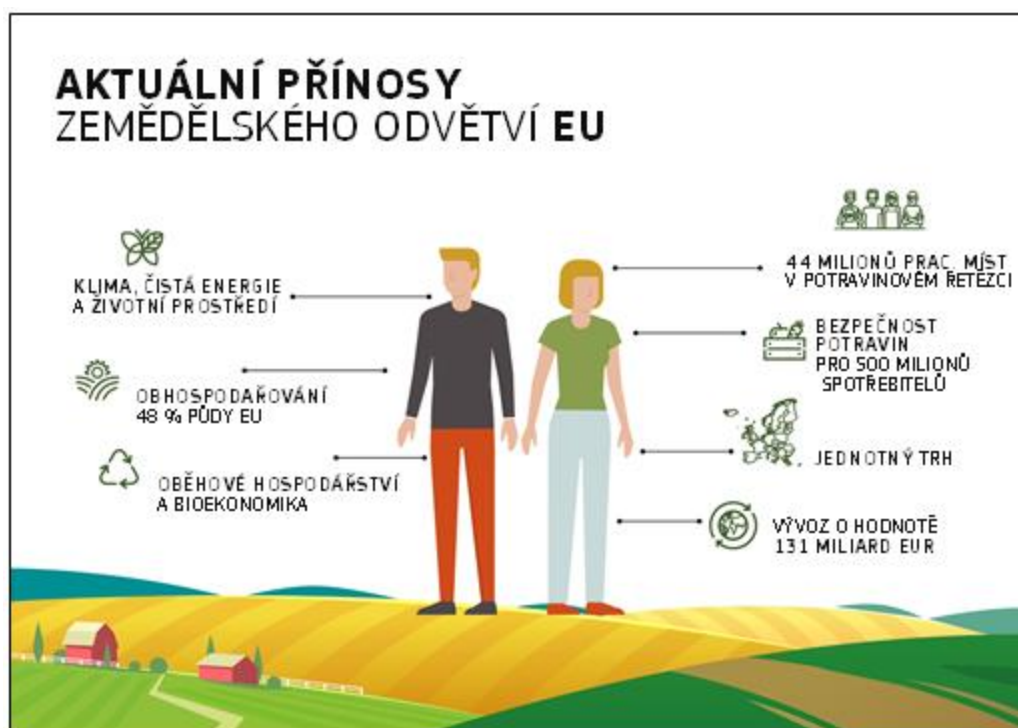 AKTUÁLNÍ PŘÍNOSY
ZEMĚDĚLSKÉHO ODVĚTVÍ EU
KLIMA, ČISTÁ ENERGIE
A ŽIVOTNÍ PROSTŘEDÍ
OBHOSPODAŘOVÁNÍ
48 % PŮDY EU
OBĚHOVÉ HOSPODÁŘSTVÍ
A BIOEKONOMIKA
44 MILIONŮ PRAC. MÍST
V POTRAVINOVÉM ŘETĚZCI
BEZPEČNOST
POTRAVIN
PRO 500 MILIONŮ
SPOTŘEBITELŮ
JEDNOTNÝ TRH
VÝVOZ O HODNOTĚ
131 MILIARD EUR